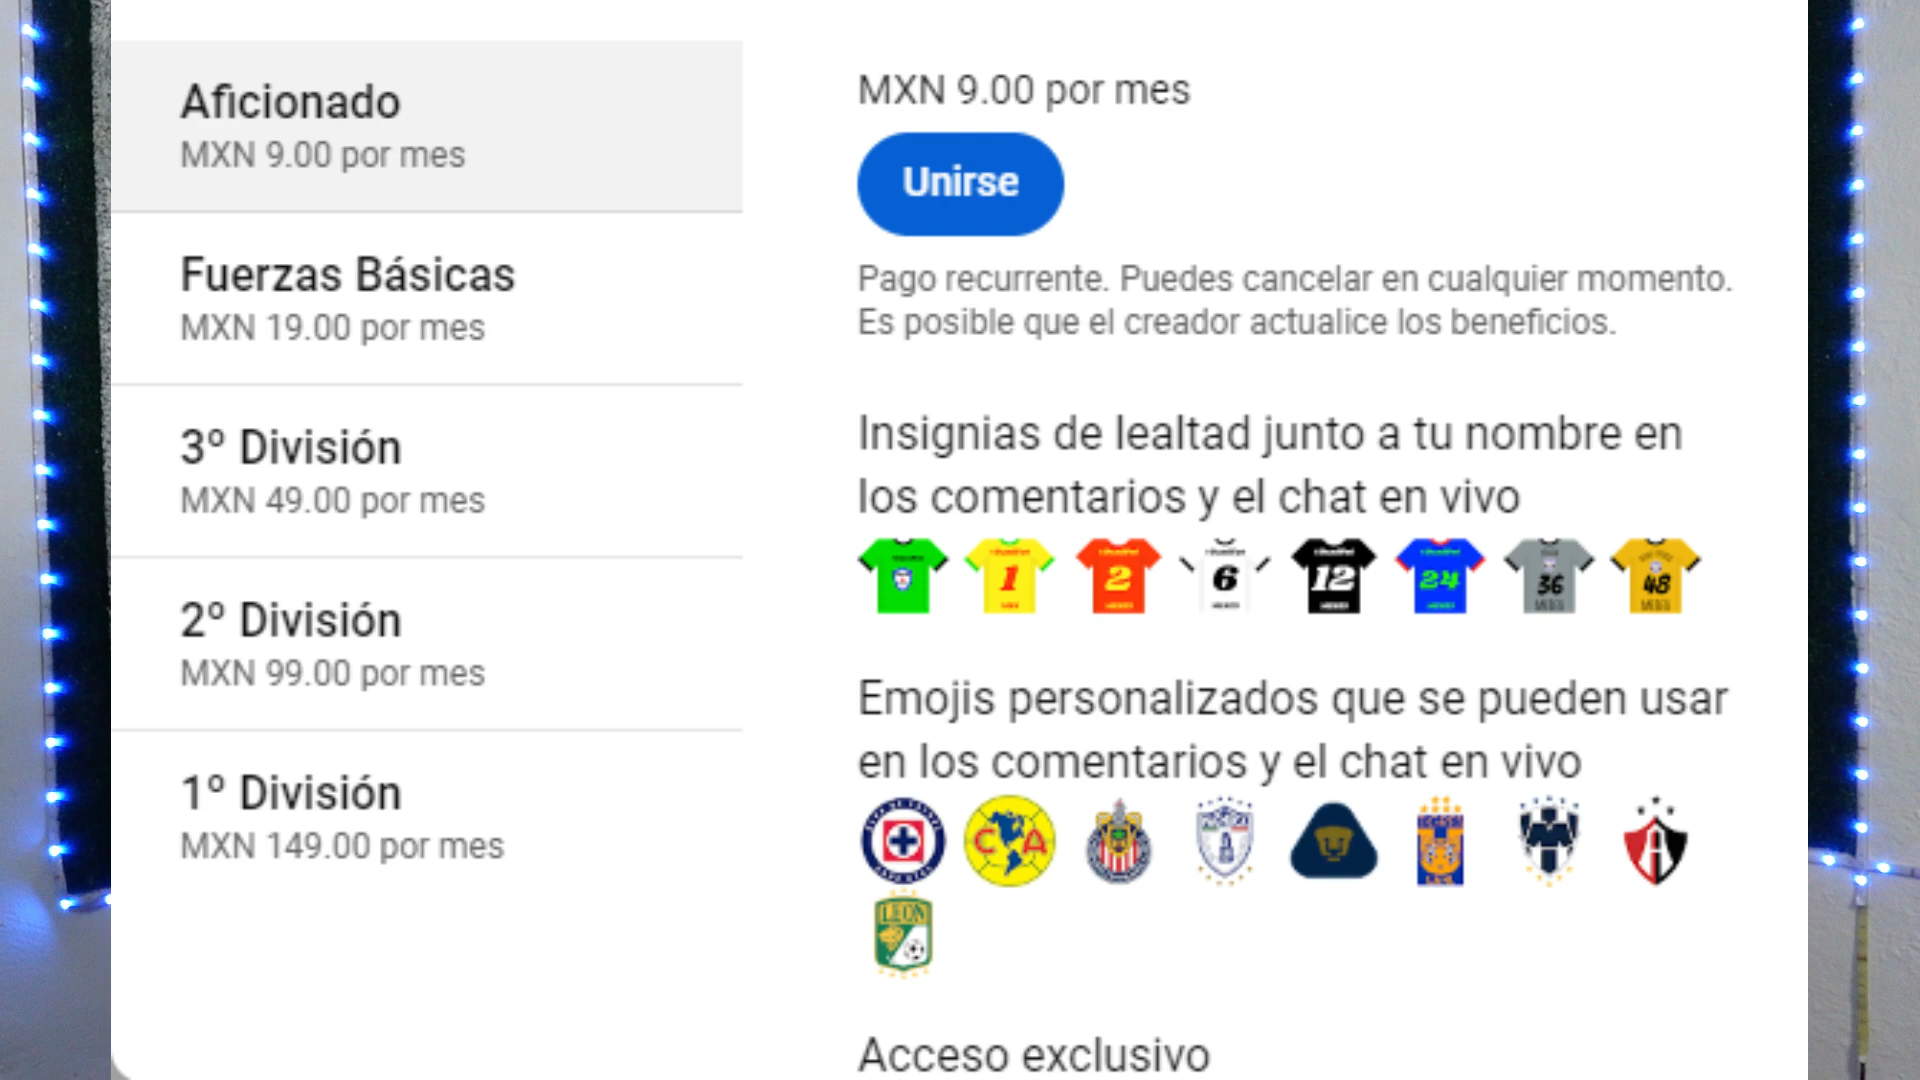 Aficionado
MXN 9.00 por mes
Fuerzas Básicas
MXN 19.00 por mes
3º División
MXN 49.00 por mes
2º División
MXN 99.00 por mes
1º División
MXN 149.00 por mes
MXN 9.00 por mes
Unirse
Pago recurrente. Puedes cancelar en cualquier momento.
Es posible que el creador actualice los beneficios.
Insignias de lealtad junto a tu nombre en
los comentarios y el chat en vivo
1 2 6 12 24 36 48
Emojis personalizados que se pueden usar
en los comentarios y el chat en vivo
C A
A
LEON
Acceso exclusivo